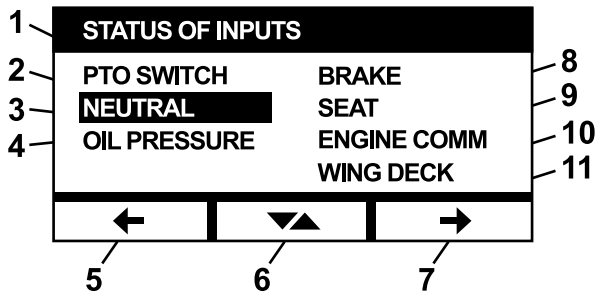 1 STATUS OF INPUTS
2 PTO SWITCH BRAKE 8
3 NEUTRAL SEAT 9
4 OIL PRESSURE ENGINE COMM 10
WING DECK 11
5 6 7